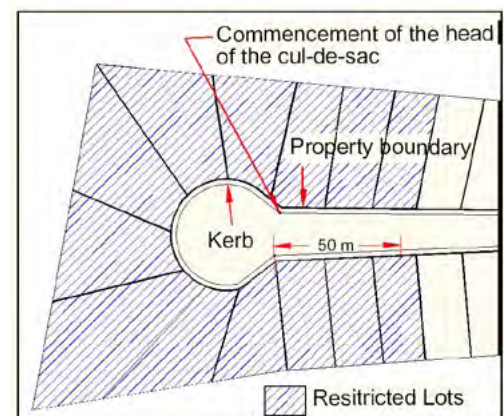 Commencement of the head
of the cul-de-sac
Property boundary
Kerb
50 m
Resitricted Lots